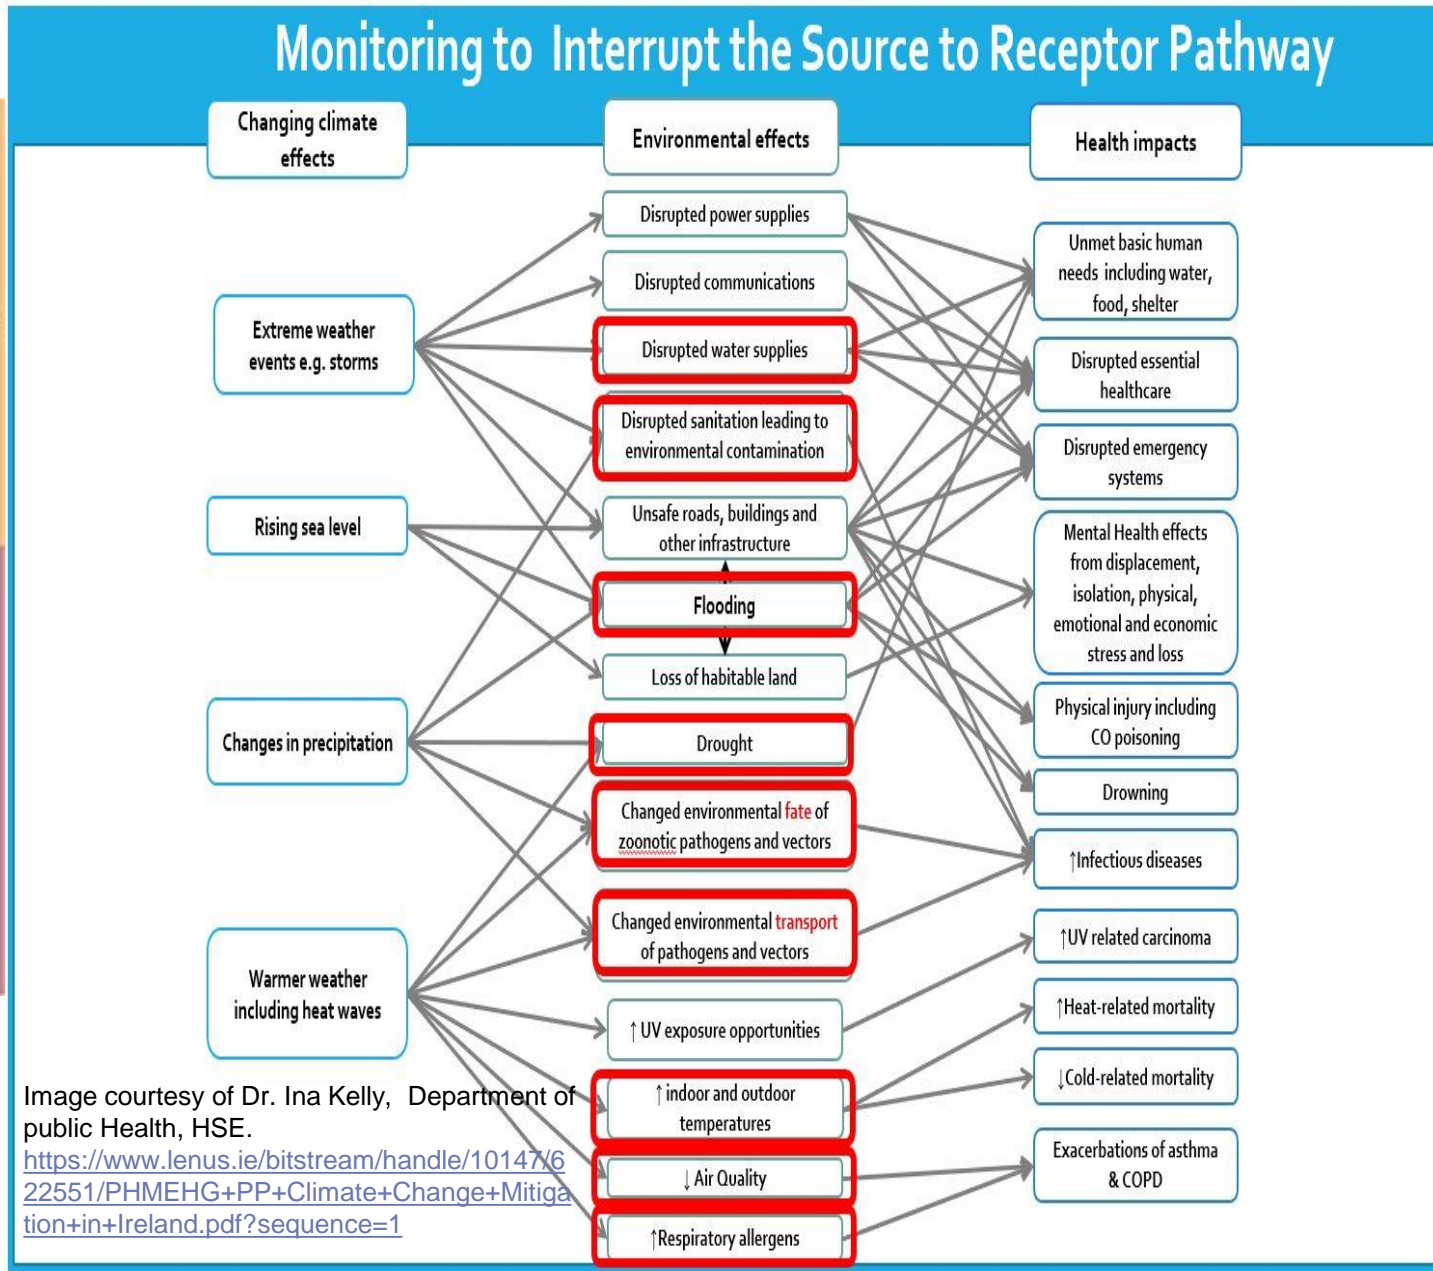 Monitoring to Interrupt the Source to Receptor Pathway
Changing climate
effects
Extreme weather
events e.g. storms
Rising sea level
Changes in precipitation
Warmer weather
including heat waves
Environmental effects
Disrupted power supplies
Disrupted communications
Disrupted water supplies
Disrupted sanitation leading to
environmental contamination
Unsafe roads, buildings and
other infrastructure
Flooding
Loss of habitable land
Drought
Changed environmental fate of
zoonotic pathogens and vectors
Changed environmental transport
of pathogens and vectors
↑ UV exposure opportunities
↑ indoor and outdoor
temperatures
↓ Air Quality
↑Respiratory allergens
Health impacts
Unmet basic human
needs including water,
food, shelter
Disrupted essential
healthcare
Disrupted emergency
systems
Mental Health effects
from displacement,
isolation, physical,
emotional and economic
stress and loss
Physical injury including
CO poisoning
Drowning
↑Infectious diseases
↑UV related carcinoma
↑Heat-related mortality
↓Cold-related mortality
Exacerbations of asthma
& COPD
Image courtesy of Dr. Ina Kelly, Department of
public Health, HSE.
https://www.lenus.ie/bitstream/handle/10147/6
22551/PHMEHG+PP+Climate+Change+Mitiga
tion+in+Ireland.pdf?sequence=1